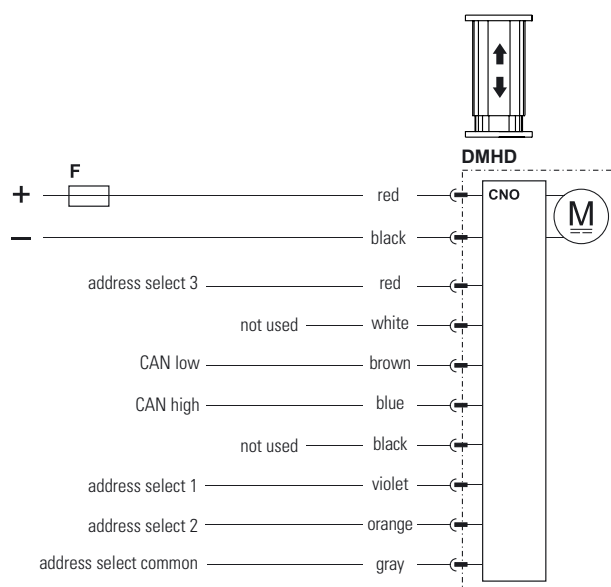 DMHD
F
+ red CNO
− black M
address select 3 red
not used white
CAN low brown
CAN high blue
not used black
address select 1 violet
address select 2 orange
address select common gray